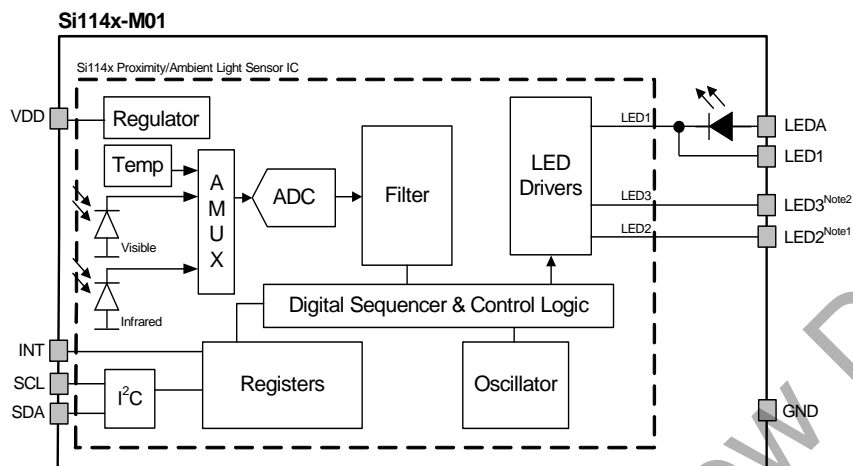 Si114x-M01
Si114x Proximity/Ambient Light Sensor IC
VDD
Regulator
Temp
AMUX
ADC
Filter
LED Drivers
LED1
LEDA
LED1
LED3
LED3Note2
LED2
LED2Note1
Visible
Infrared
Digital Sequencer & Control Logic
INT
SCL
SDA
I2C
Registers
Oscillator
GND